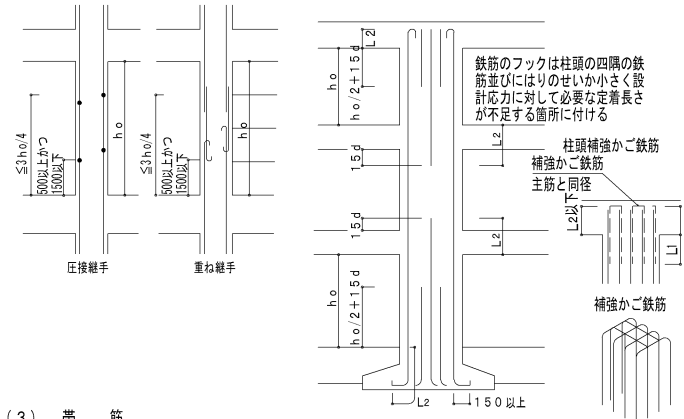 ≦3ho/4
500以上かつ
1500以下
ho
圧接継手
≦3ho/4
500以上かつ
1500以下
ho
重ね継手
L2
ho
ho/2+15d
15d
L2
15d
L2
ho
ho/2+15d
L2
150以上
鉄筋のフックは柱頭の四隅の鉄
筋並びにはりのせいか小さく設
計応力に対して必要な定着長さ
が不足する箇所に付ける
柱頭補強かご鉄筋
補強かご鉄筋
主筋と同径
L2以下
L1
補強かご鉄筋
(3) 帯 筋